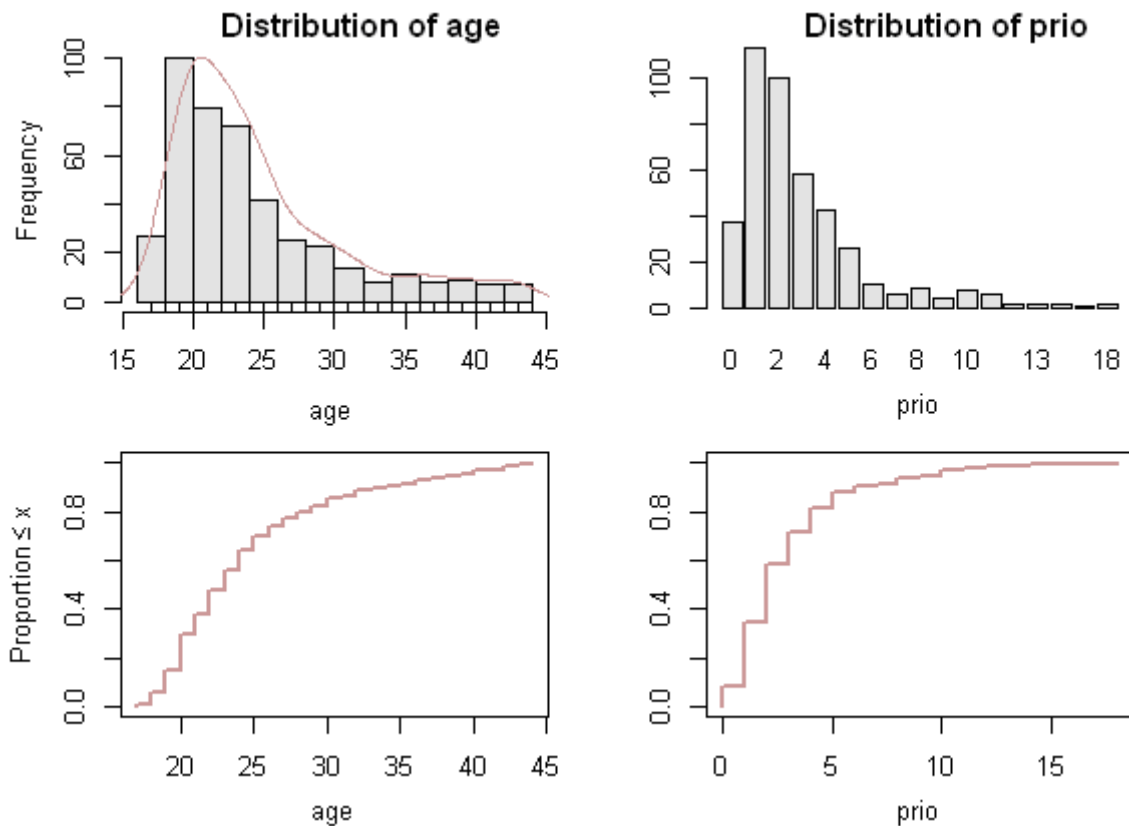 Distribution of age
Frequency
0 20 60 100
15 20 25 30 35 40 45
age
Distribution of prio
0 20 60 100
0 2 4 6 8 10 13 18
prio
Proportion ≤ x
0.0 0.4 0.8
20 25 30 35 40 45
age
0.0 0.4 0.8
0 5 10 15
prio